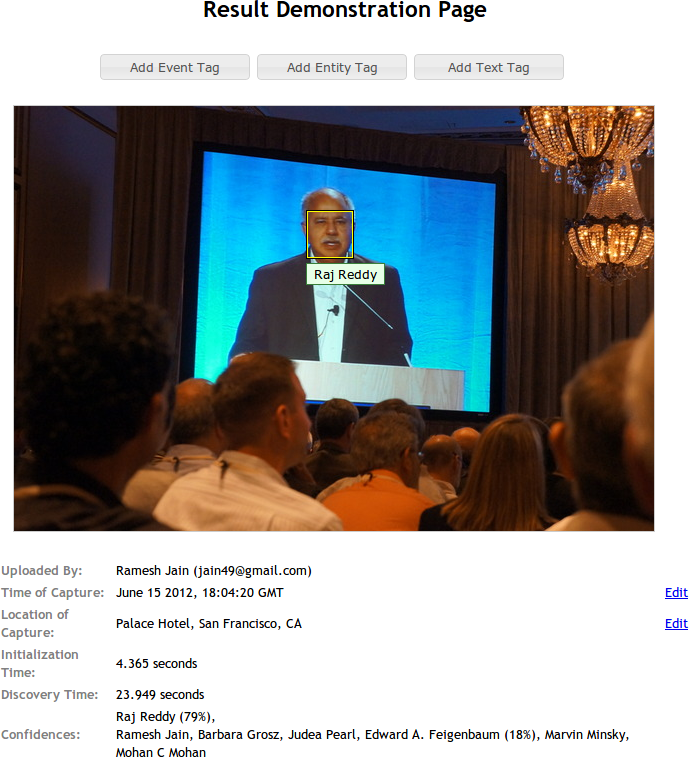 Result Demonstration Page
Add Event Tag Add Entity Tag Add Text Tag
Raj Reddy
Uploaded By: Ramesh Jain (jain49@gmail.com)
Time of Capture: June 15 2012, 18:04:20 GMT Edit
Location of
Capture: Palace Hotel, San Francisco, CA Edit
Initialization
Time: 4.365 seconds
Discovery Time: 23.949 seconds
Raj Reddy (79%),
Confidences: Ramesh Jain, Barbara Grosz, Judea Pearl, Edward A. Feigenbaum (18%), Marvin Minsky,
Mohan C Mohan